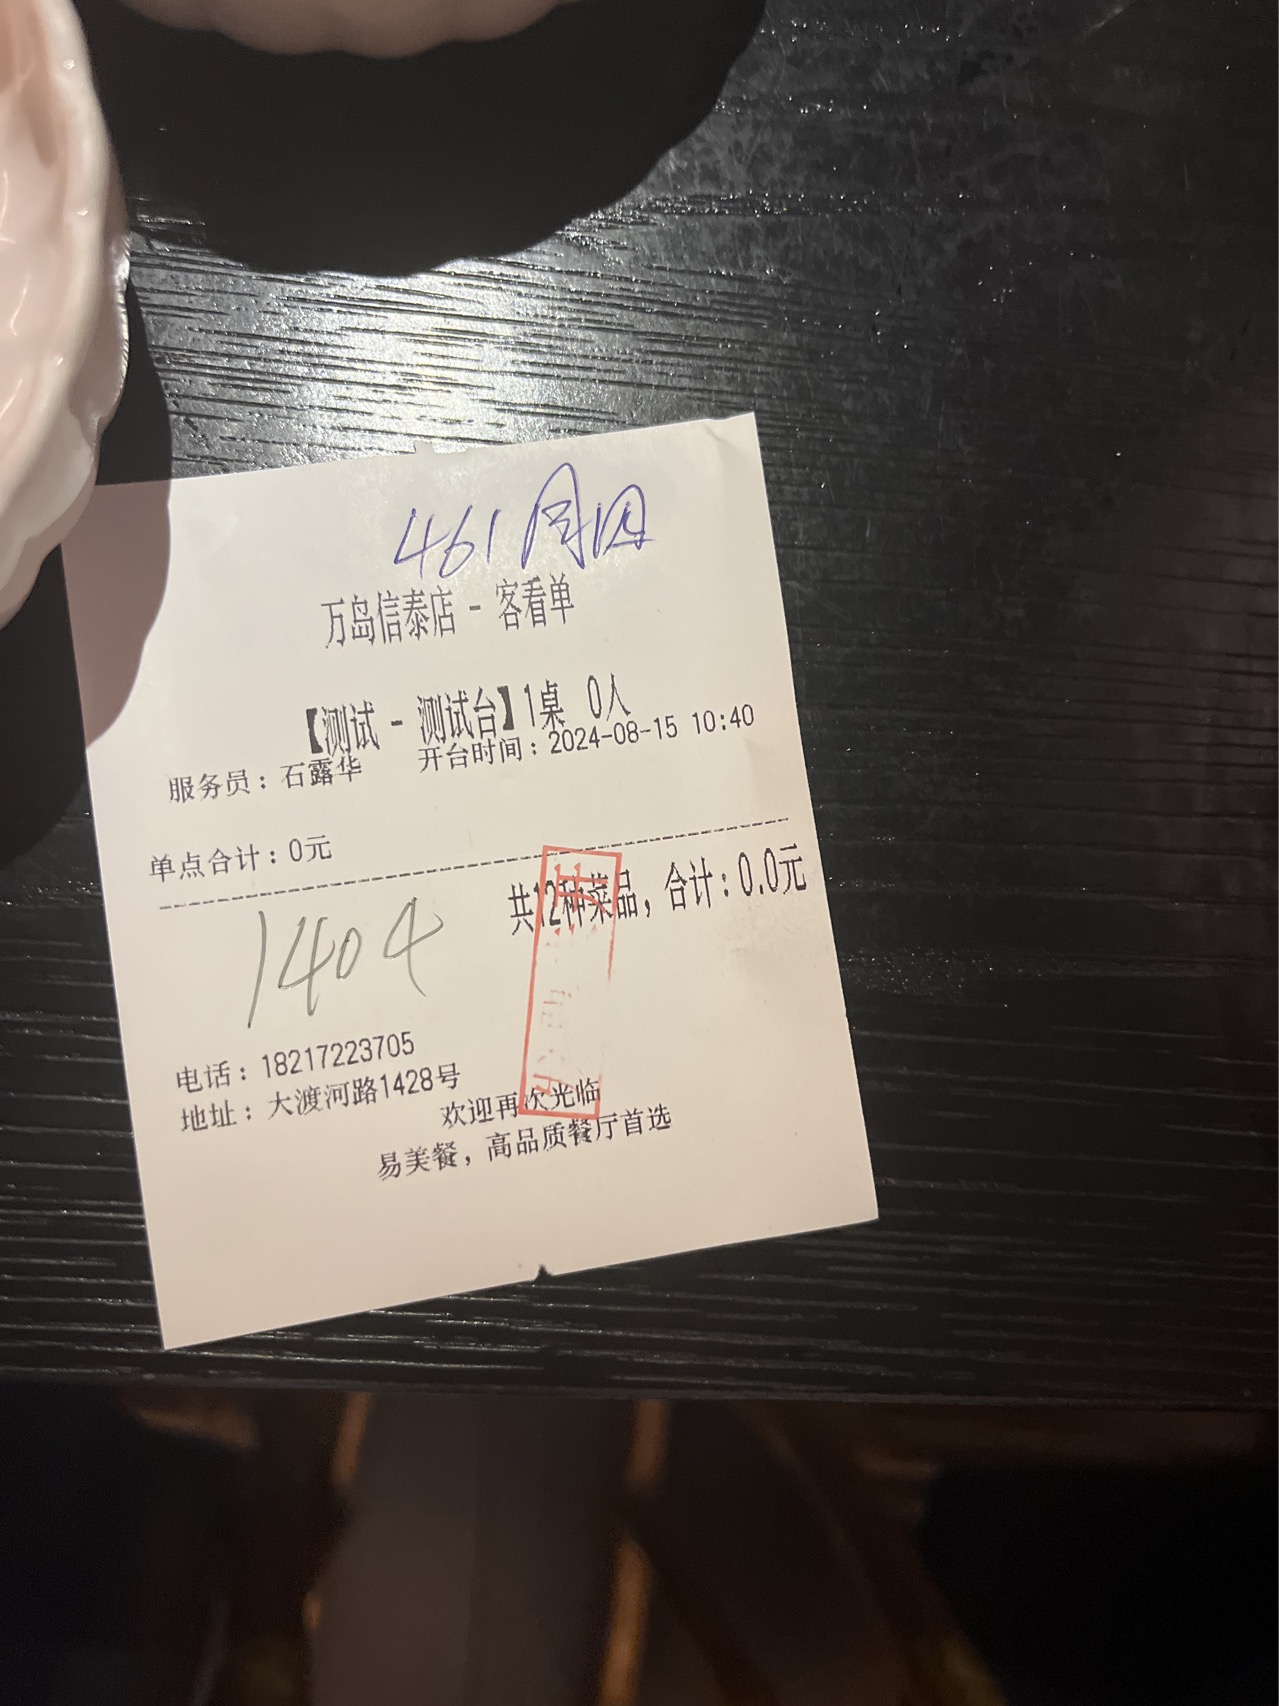 461周因
万岛信泰店 - 客看单
【测试 - 测试台】1桌 0人
服务员：石露华 开台时间：2024-08-15 10:40
单点合计：0元
共12种菜品，合计：0.0元
1404
电话：18217223705
地址：大渡河路1428号
欢迎再次光临
易美餐，高品质餐厅首选